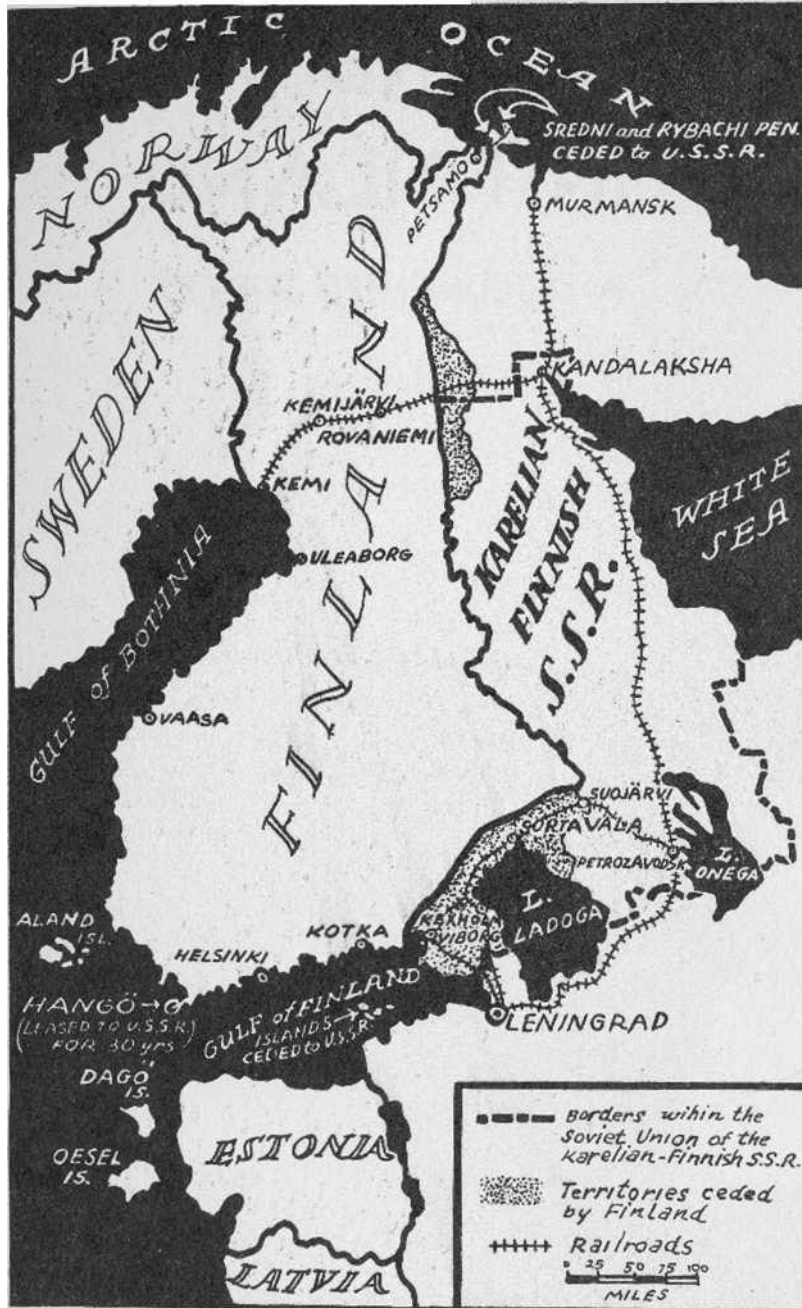 ARCTIC OCEAN
SREDNI and RYBACHI PEN.
CEDED to U.S.S.R.
NORWAY
PETSAMO
MURMANSK
SWEDEN
FINLAND
KANDALAKSHA
KEMIJÄRVI
ROVANIEMI
KEMI
KARELIAN
FINNISH
S.S.R.
WHITE
SEA
ULEABORG
GULF of BOTHNIA
VAASA
SUOJÄRVI
SORTAVALA
PETROZAVODSK
L.
ONEGA
L.
LADOGA
KEXHOLM
VIBORG
ALAND
ISL.
KOTKA
HELSINKI
HANGÖ
(LEASED TO U.S.S.R.
FOR 30 yrs)
GULF of FINLAND
ISLANDS
CEDED to U.S.S.R.
LENINGRAD
DAGÖ
IS.
OESEL
IS.
ESTONIA
LATVIA
Borders wihin the
Soviet Union of the
Karelian-Finnish S.S.R.
Territories ceded
by Finland
Railroads
0 25 50 75 100
MILES